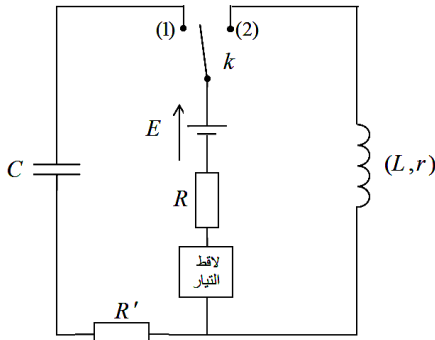 (1) (2)
k
E
C
(L,r)
R
لاقط
التيار
R'